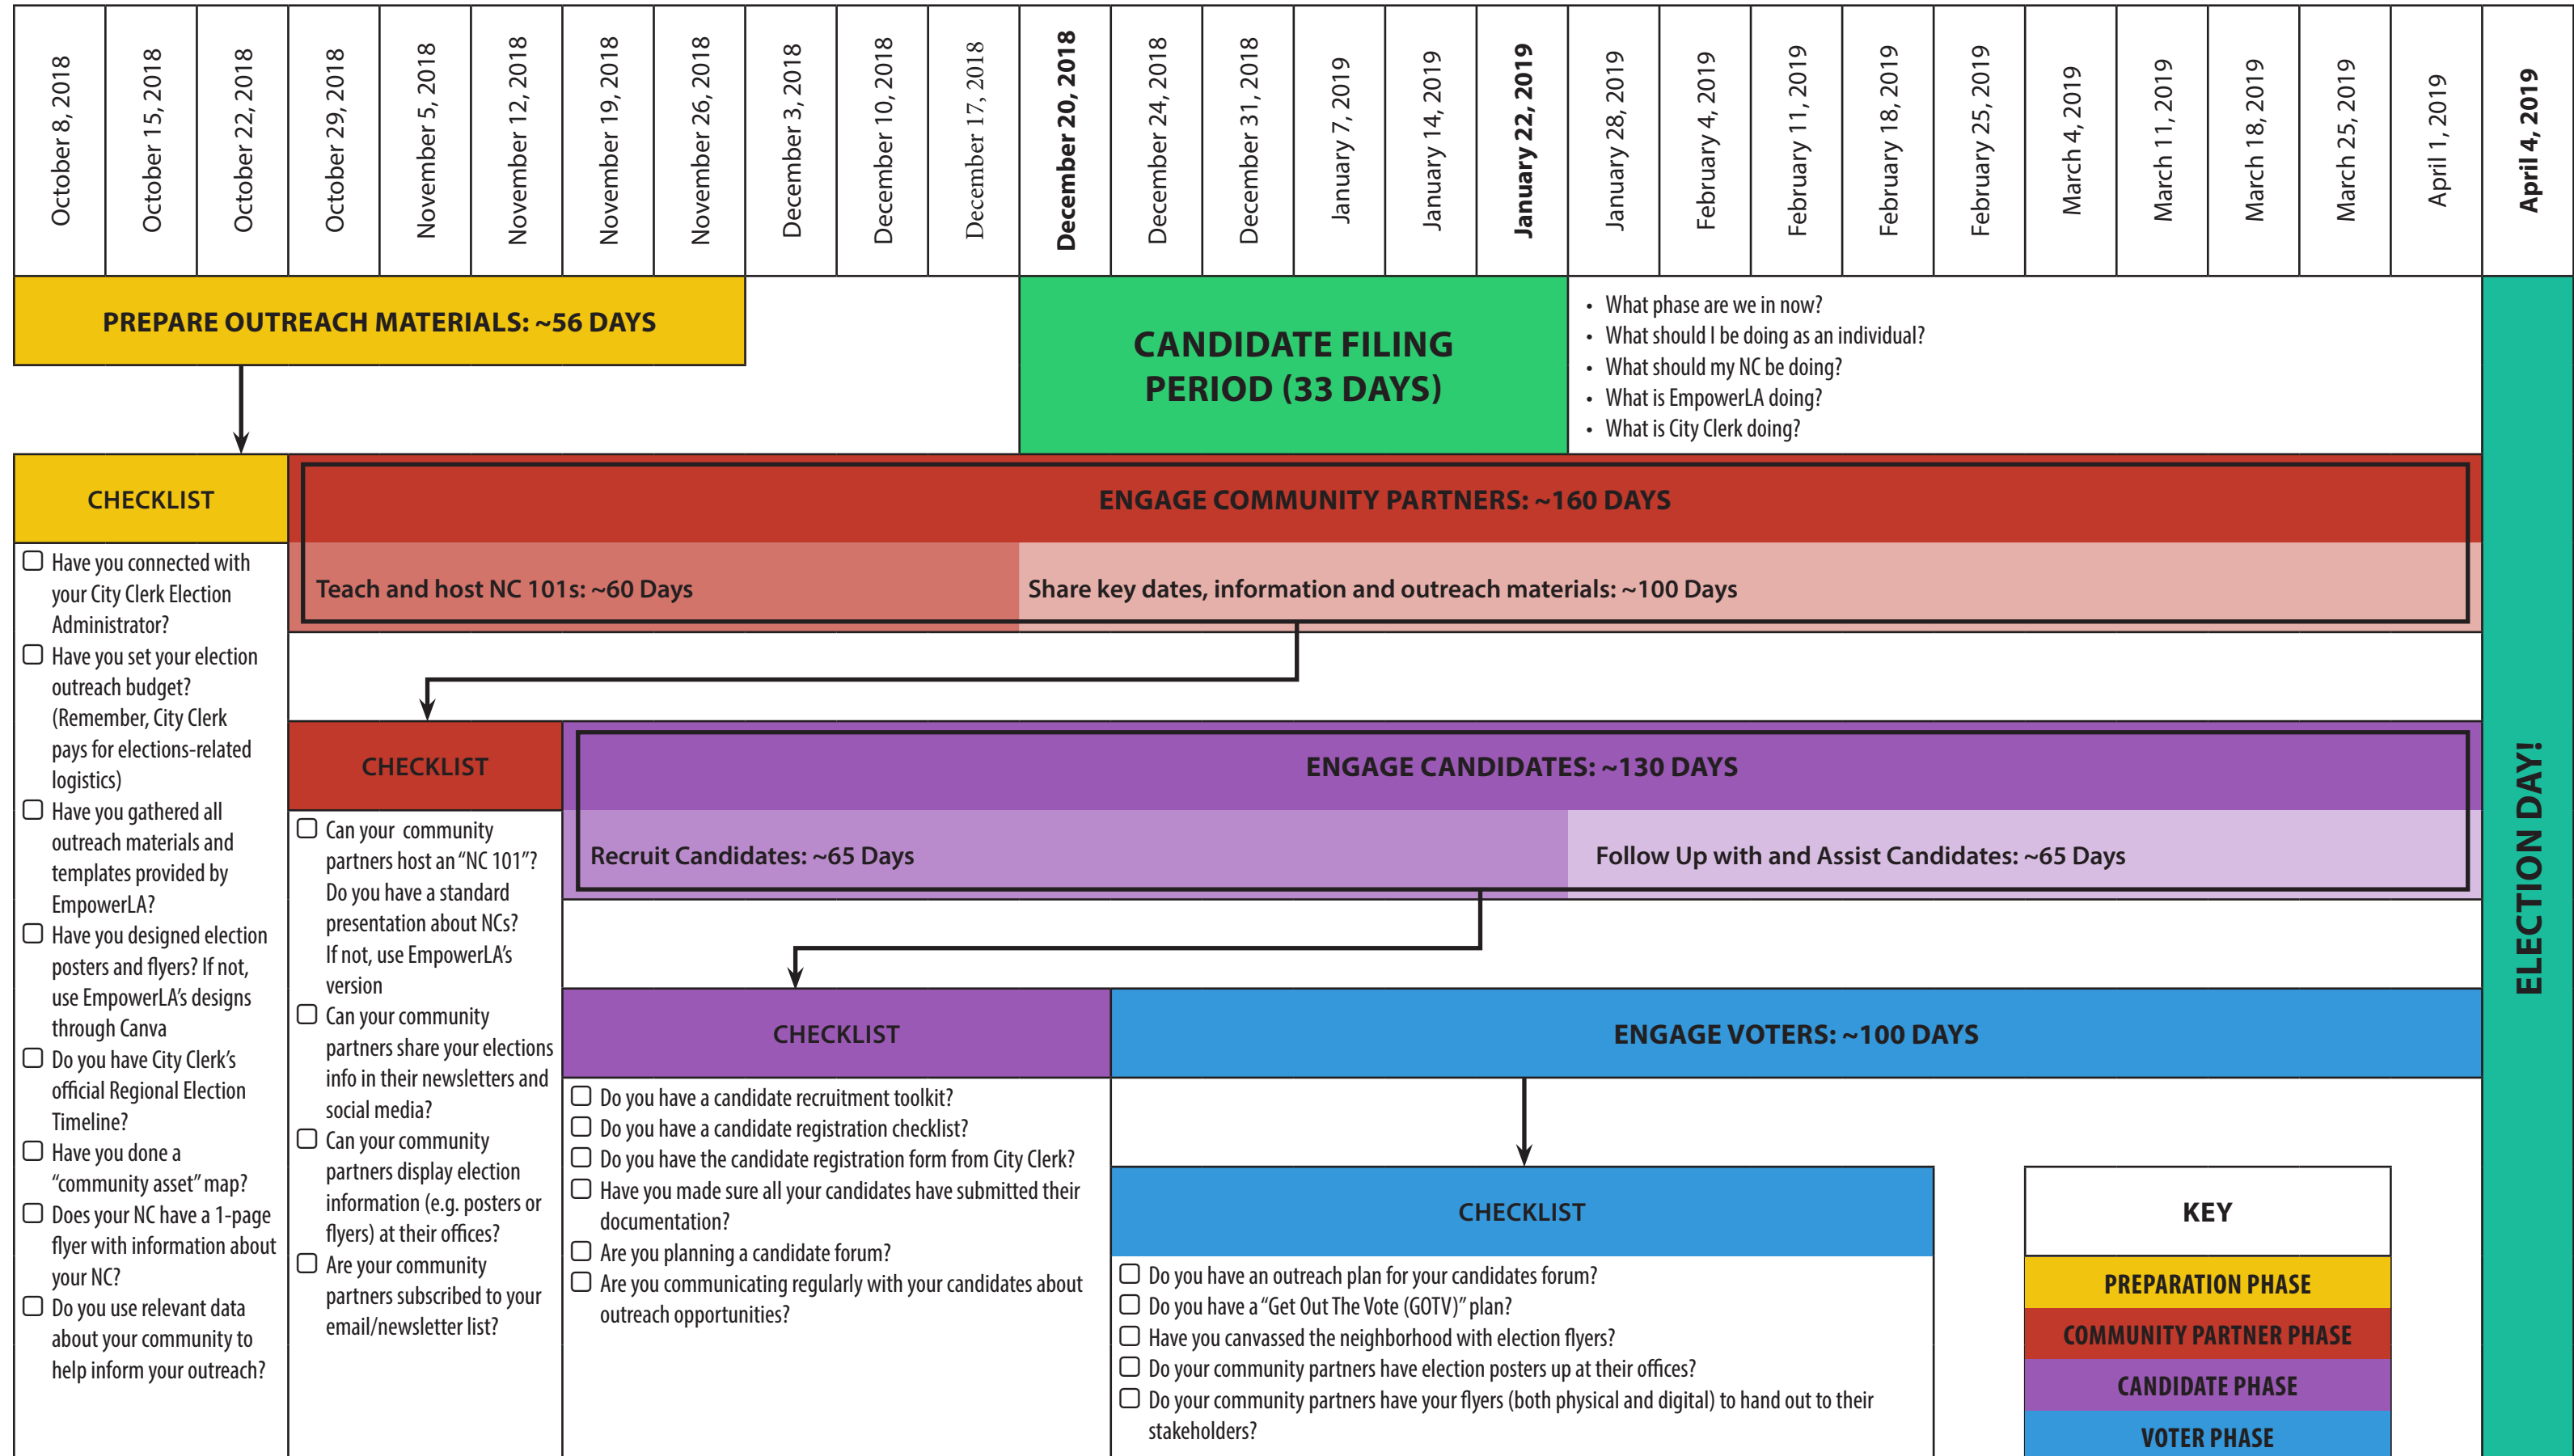 October 8, 2018
October 15, 2018
October 22, 2018
October 29, 2018
November 5, 2018
November 12, 2018
November 19, 2018
November 26, 2018
December 3, 2018
December 10, 2018
December 17, 2018
December 20, 2018
December 24, 2018
December 31, 2018
January 7, 2019
January 14, 2019
January 22, 2019
January 28, 2019
February 4, 2019
February 11, 2019
February 18, 2019
February 25, 2019
March 4, 2019
March 11, 2019
March 18, 2019
March 25, 2019
April 1, 2019
April 4, 2019
PREPARE OUTREACH MATERIALS: ~56 DAYS
CANDIDATE FILING
PERIOD (33 DAYS)
• What phase are we in now?
• What should I be doing as an individual?
• What should my NC be doing?
• What is EmpowerLA doing?
• What is City Clerk doing?
ELECTION DAY!
CHECKLIST
Have you connected with
your City Clerk Election
Administrator?
Have you set your election
outreach budget?
(Remember, City Clerk
pays for elections-related
logistics)
Have you gathered all
outreach materials and
templates provided by
EmpowerLA?
Have you designed election
posters and flyers? If not,
use EmpowerLA’s designs
through Canva
Do you have City Clerk’s
official Regional Election
Timeline?
Have you done a
“community asset” map?
Does your NC have a 1-page
flyer with information about
your NC?
Do you use relevant data
about your community to
help inform your outreach?
ENGAGE COMMUNITY PARTNERS: ~160 DAYS
Teach and host NC 101s: ~60 Days
Share key dates, information and outreach materials: ~100 Days
CHECKLIST
Can your community
partners host an “NC 101”?
Do you have a standard
presentation about NCs?
If not, use EmpowerLA’s
version
Can your community
partners share your elections
info in their newsletters and
social media?
Can your community
partners display election
information (e.g. posters or
flyers) at their offices?
Are your community
partners subscribed to your
email/newsletter list?
ENGAGE CANDIDATES: ~130 DAYS
Recruit Candidates: ~65 Days
Follow Up with and Assist Candidates: ~65 Days
CHECKLIST
Do you have a candidate recruitment toolkit?
Do you have a candidate registration checklist?
Do you have the candidate registration form from City Clerk?
Have you made sure all your candidates have submitted their
documentation?
Are you planning a candidate forum?
Are you communicating regularly with your candidates about
outreach opportunities?
ENGAGE VOTERS: ~100 DAYS
CHECKLIST
Do you have an outreach plan for your candidates forum?
Do you have a “Get Out The Vote (GOTV)” plan?
Have you canvassed the neighborhood with election flyers?
Do your community partners have election posters up at their offices?
Do your community partners have your flyers (both physical and digital) to hand out to their
stakeholders?
KEY
PREPARATION PHASE
COMMUNITY PARTNER PHASE
CANDIDATE PHASE
VOTER PHASE